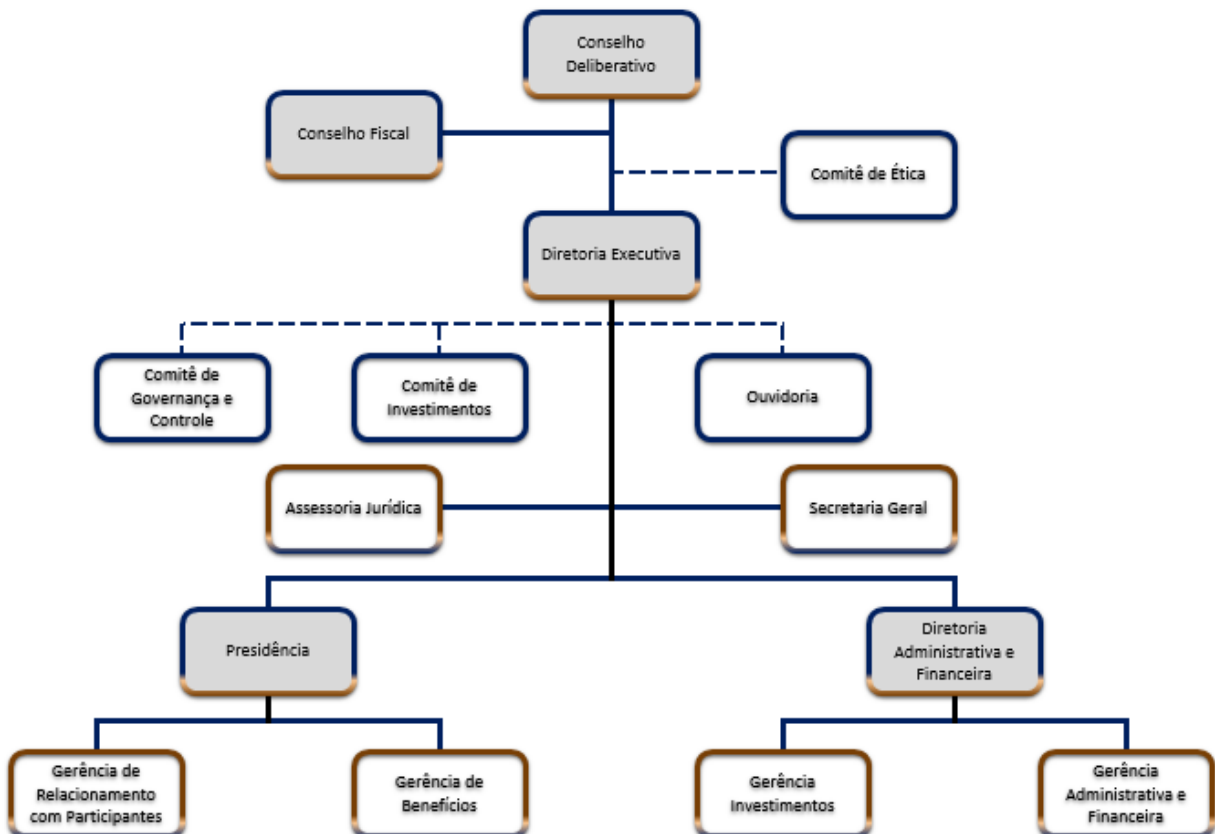 Conselho
Deliberativo
Conselho Fiscal
Comitê de Ética
Diretoria Executiva
Comitê de
Governança e
Controle
Comitê de
Investimentos
Ouvidoria
Assessoria Jurídica
Secretaria Geral
Presidência
Diretoria
Administrativa e
Financeira
Gerência de
Relacionamento
com Participantes
Gerência de
Benefícios
Gerência
Investimentos
Gerência
Administrativa e
Financeira